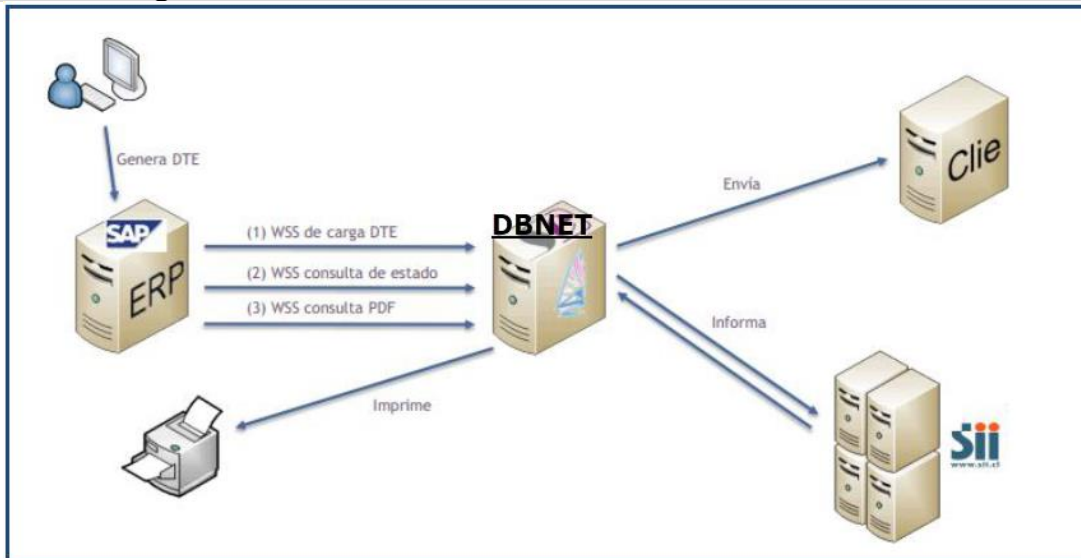 Genera DTE
SAP
ERP
(1) WSS de carga DTE
(2) WSS consulta de estado
(3) WSS consulta PDF
DBNET
Envía
Clie
Informa
Imprime
sii
www.sii.cl